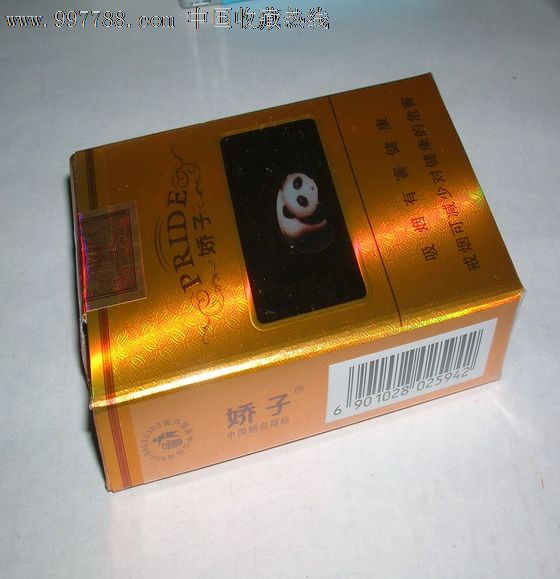 www.997788.com 中国收藏热线
PRIDE
娇子
吸烟有害健康
戒烟可减少对健康的危害
娇子®
中国驰名商标
6 901028 025942